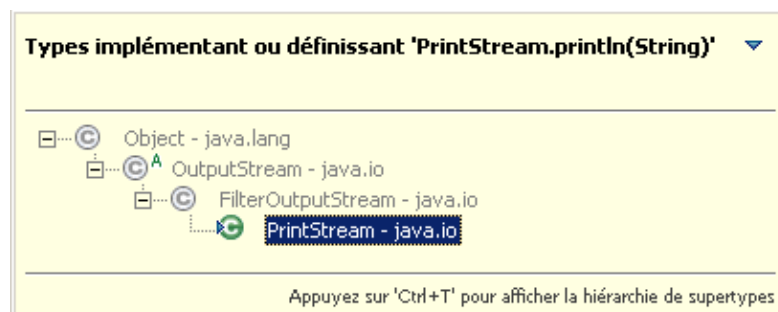 Types implémentant ou définissant 'PrintStream.println(String)'
Object - java.lang
A OutputStream - java.io
FilterOutputStream - java.io
PrintStream - java.io
Appuyez sur 'Ctrl+T' pour afficher la hiérarchie de supertypes